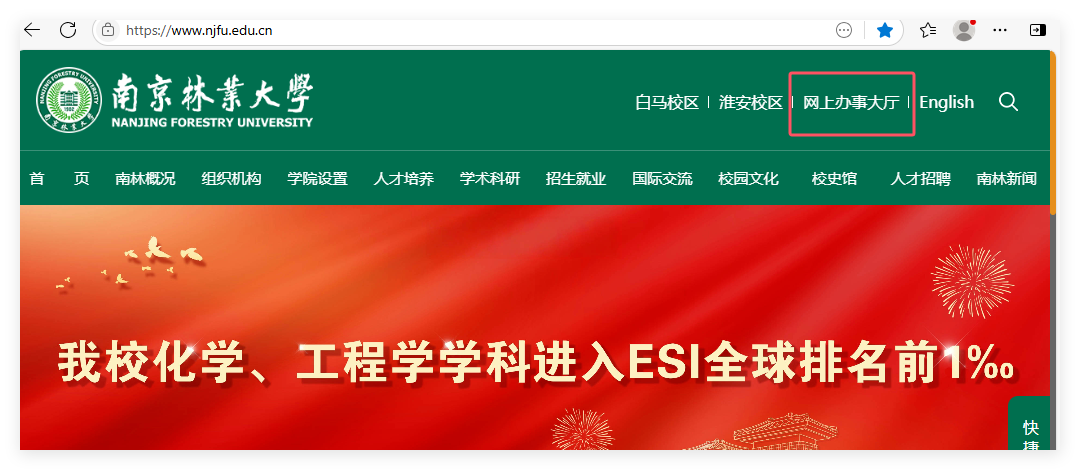 https://www.njfu.edu.cn
南京林業大學
NANJING FORESTRY UNIVERSITY
白马校区 | 淮安校区 | 网上办事大厅 | English
首 页 南林概况 组织机构 学院设置 人才培养 学术科研 招生就业 国际交流 校园文化 校史馆 人才招聘 南林新闻
我校化学、工程学学科进入ESI全球排名前1‰
快
捷